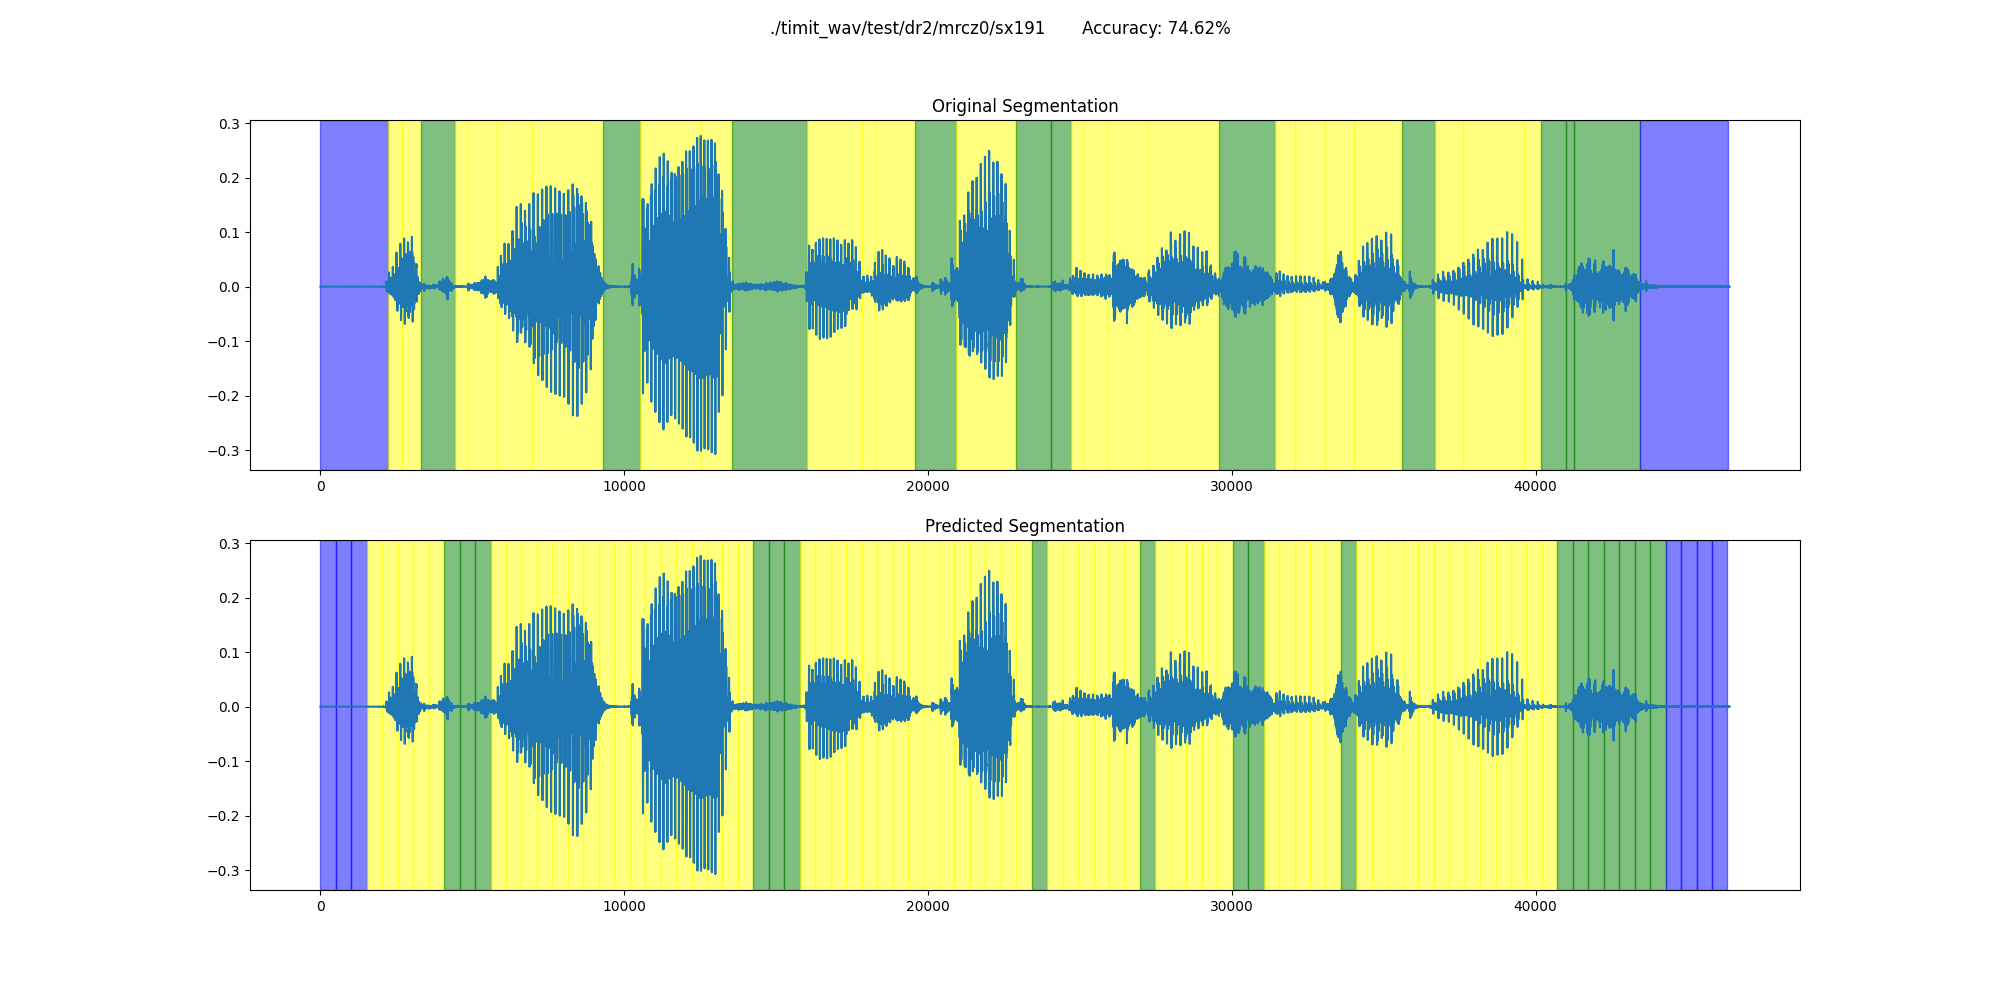 ./timit_wav/test/dr2/mrcz0/sx191 Accuracy: 74.62%
Original Segmentation
0.3
0.2
0.1
0.0
−0.1
−0.2
−0.3
0 10000 20000 30000 40000
Predicted Segmentation
0.3
0.2
0.1
0.0
−0.1
−0.2
−0.3
0 10000 20000 30000 40000